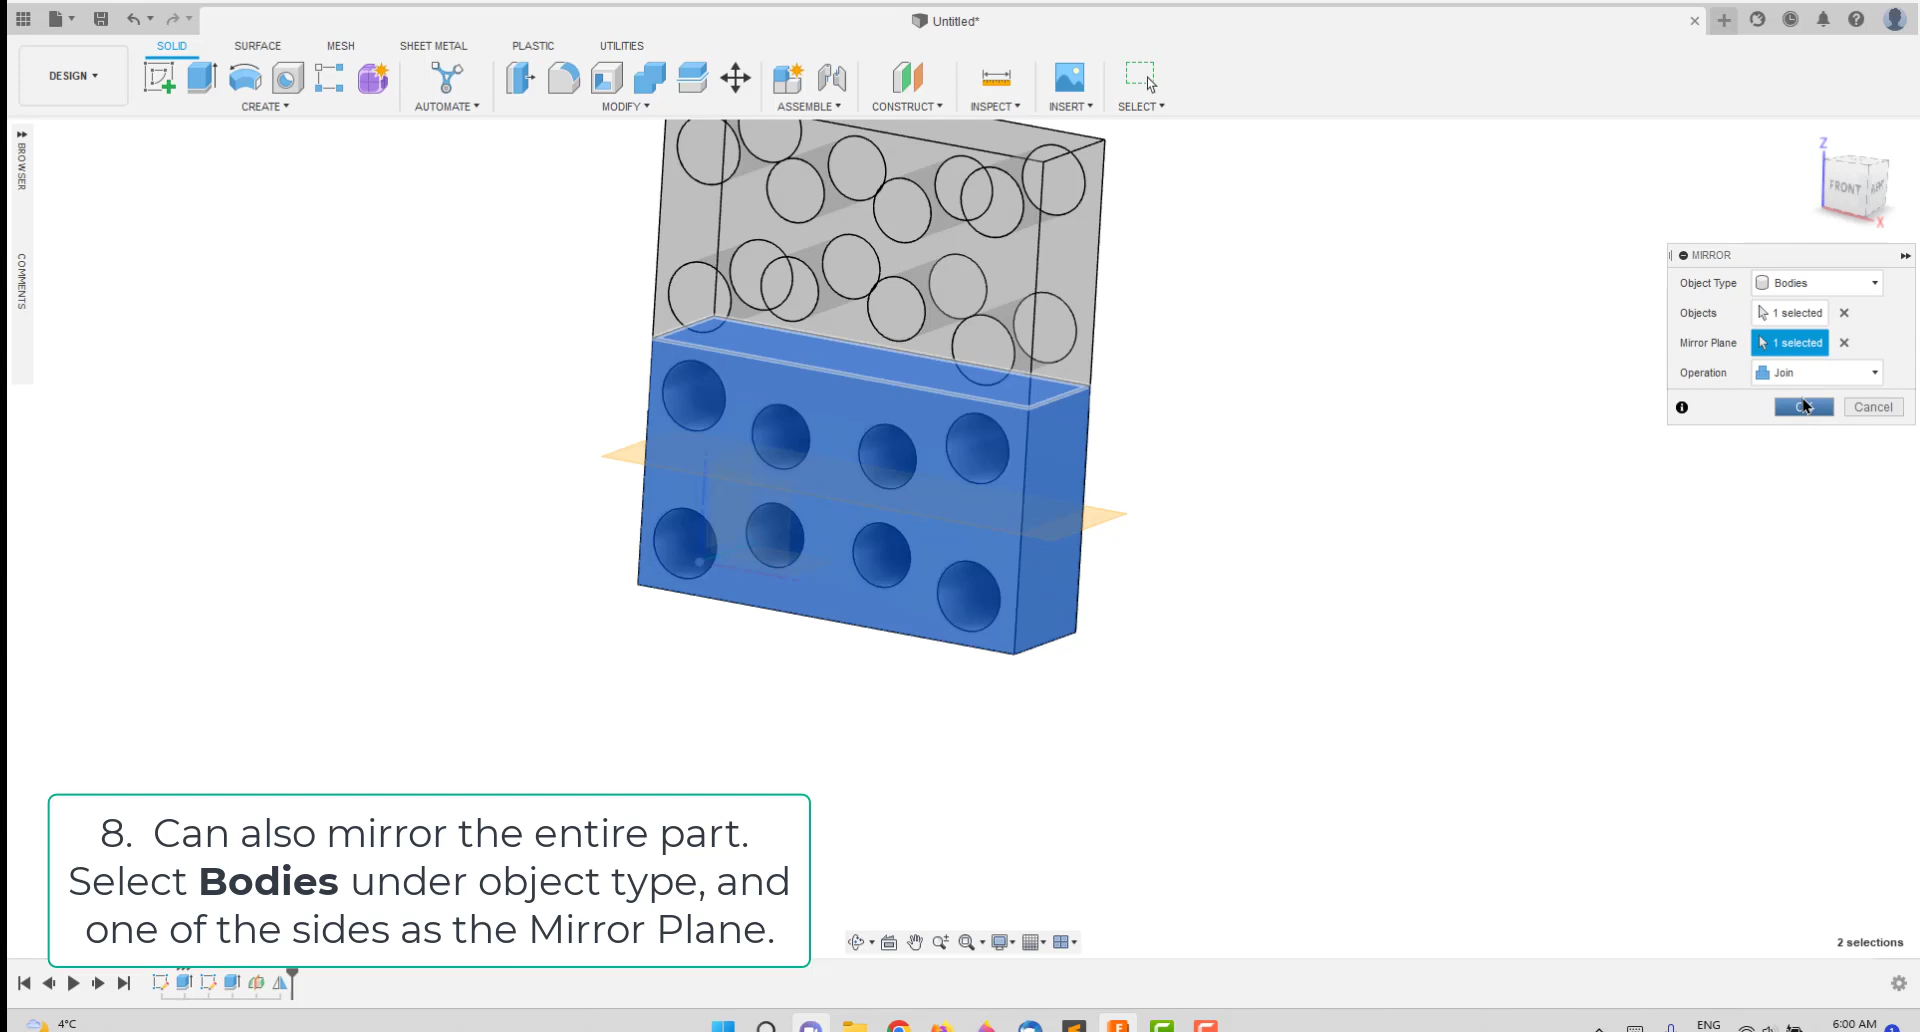 Untitled*
SOLID SURFACE MESH SHEET METAL PLASTIC UTILITIES
DESIGN
CREATE AUTOMATE MODIFY ASSEMBLE CONSTRUCT INSPECT INSERT SELECT
BROWSER
COMMENTS
Z
FRONT
X
MIRROR
Object Type Bodies
Objects 1 selected
Mirror Plane 1 selected
Operation Join
Cancel
8. Can also mirror the entire part.
Select Bodies under object type, and
one of the sides as the Mirror Plane.
2 selections
4°C
ENG
6:00 AM
1